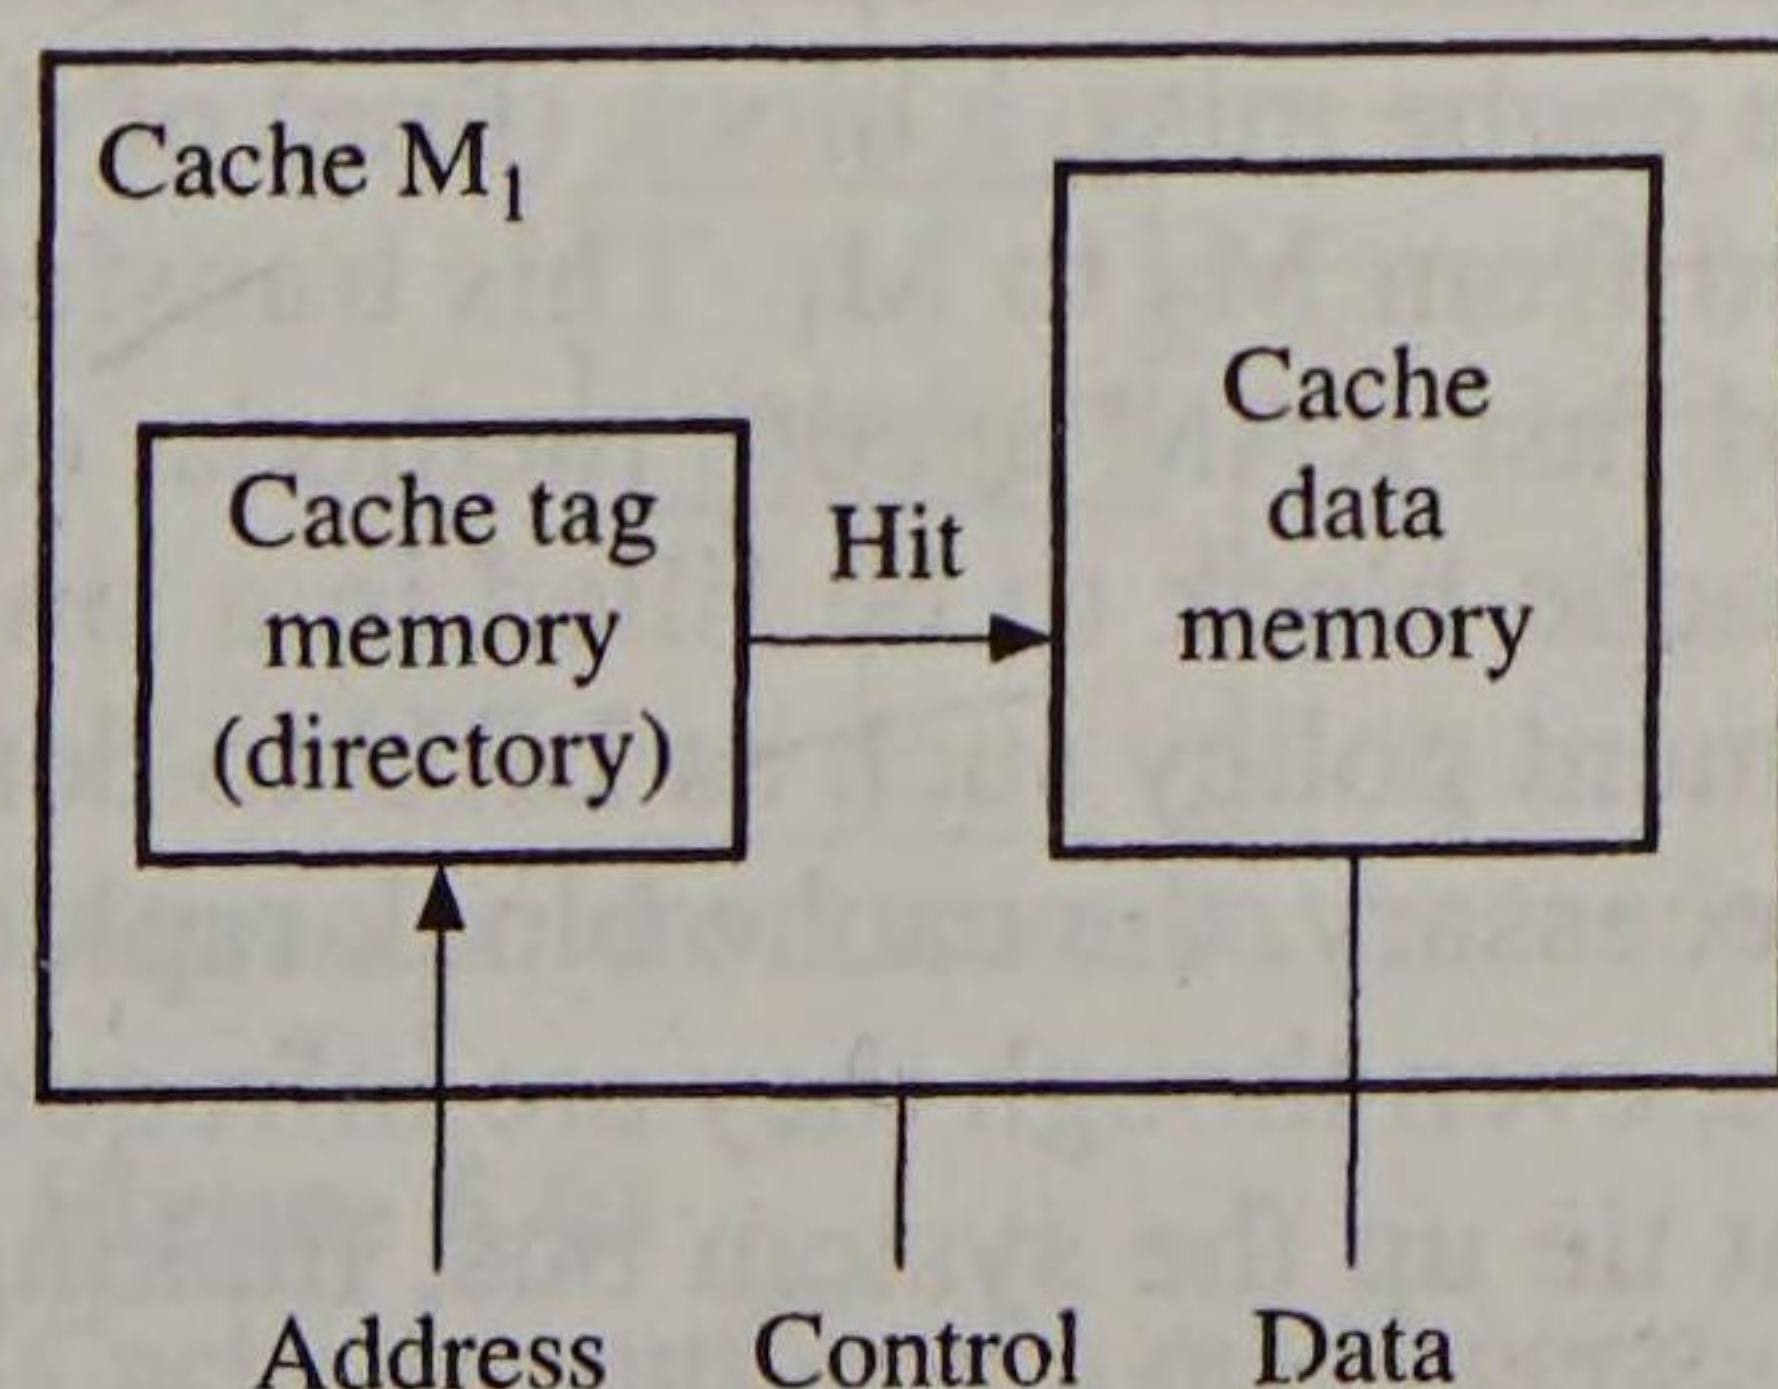 Cache M₁
Cache tag
memory
(directory)
Hit
Cache
data
memory
Address
Control
Data